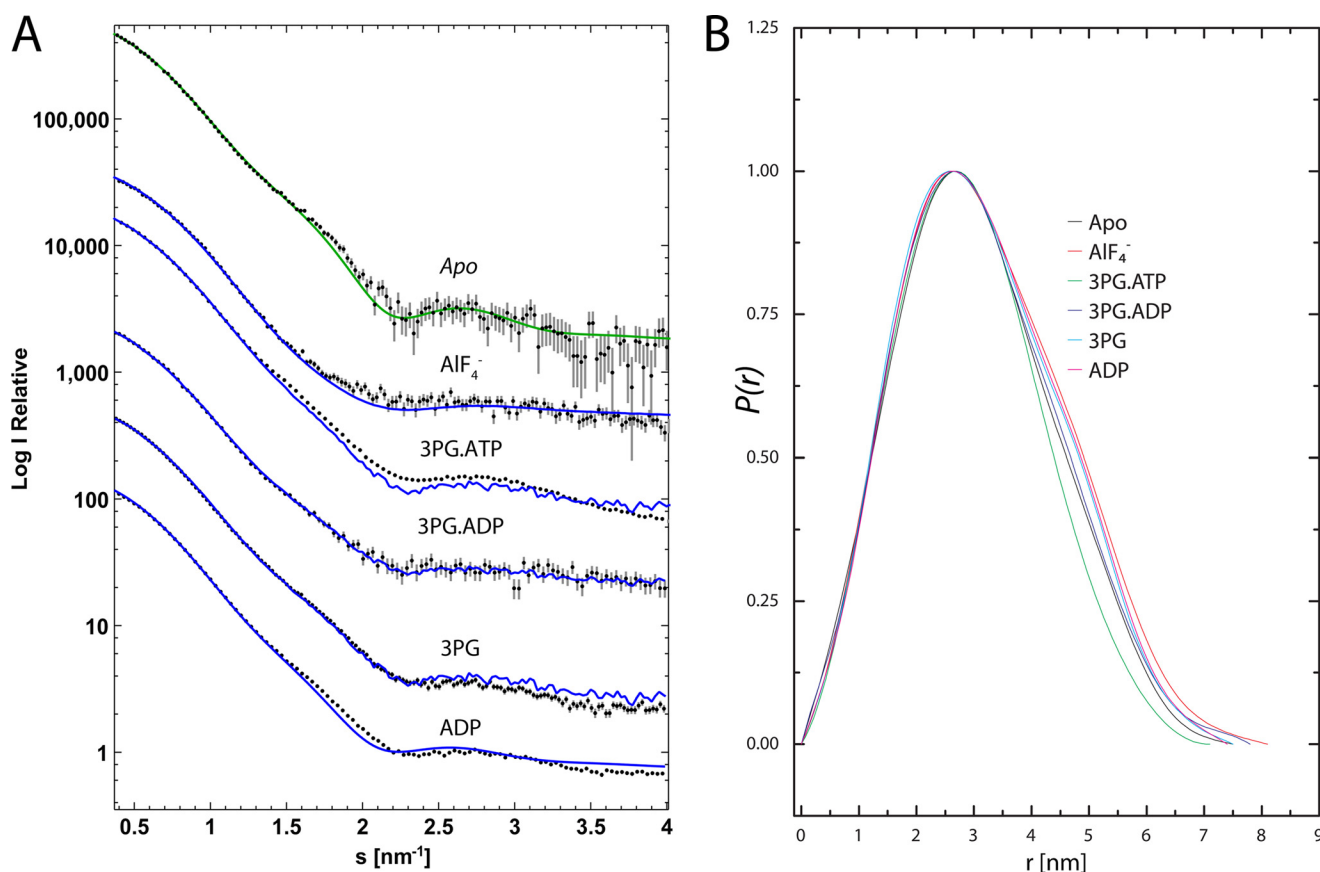 A
Log I Relative
100,000
10,000
1,000
100
10
1
Apo
AlF4-
3PG.ATP
3PG.ADP
3PG
ADP
0.5 1 1.5 2 2.5 3 3.5 4
s [nm-1]
B
P(r)
1.25
1.00
0.75
0.50
0.25
0.00
Apo
AlF4-
3PG.ATP
3PG.ADP
3PG
ADP
0 1 2 3 4 5 6 7 8 9
r [nm]